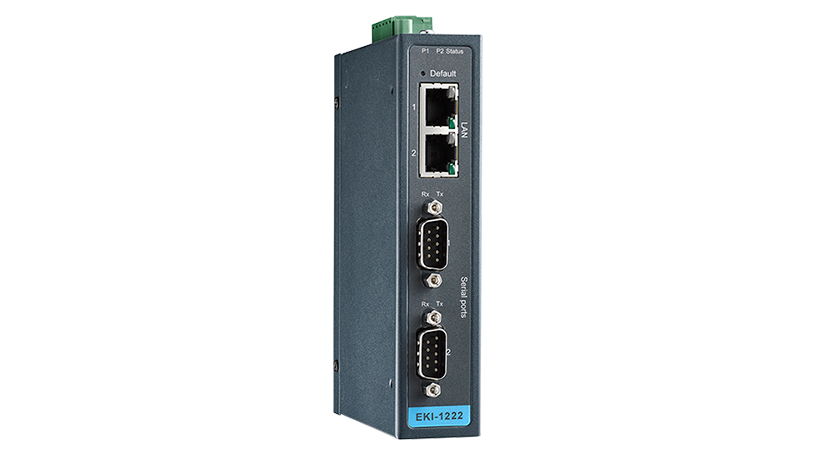 P1 P2 Status
Default
1
LAN
2
Rx Tx
Serial ports
Rx Tx
2
EKI-1222